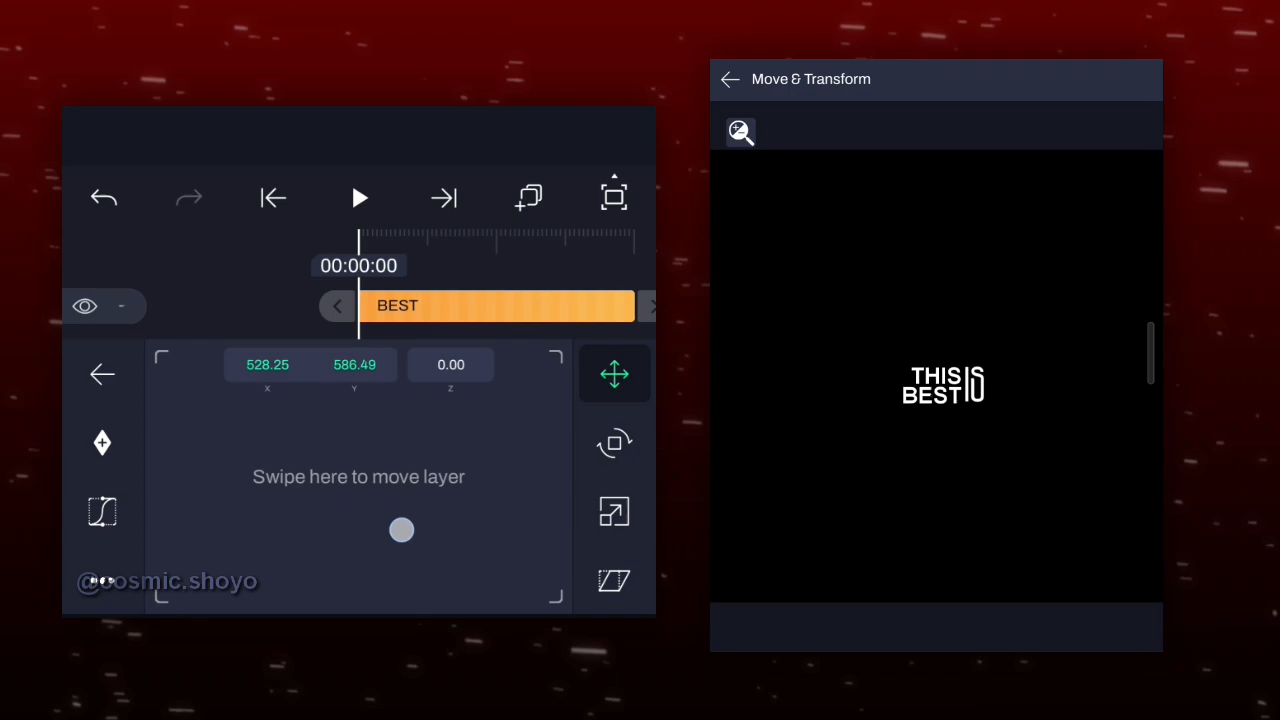 00:00:00
BEST
528.25 586.49 0.00
X Y Z
Swipe here to move layer
@cosmic.shoyo
Move & Transform
THIS IS
BEST